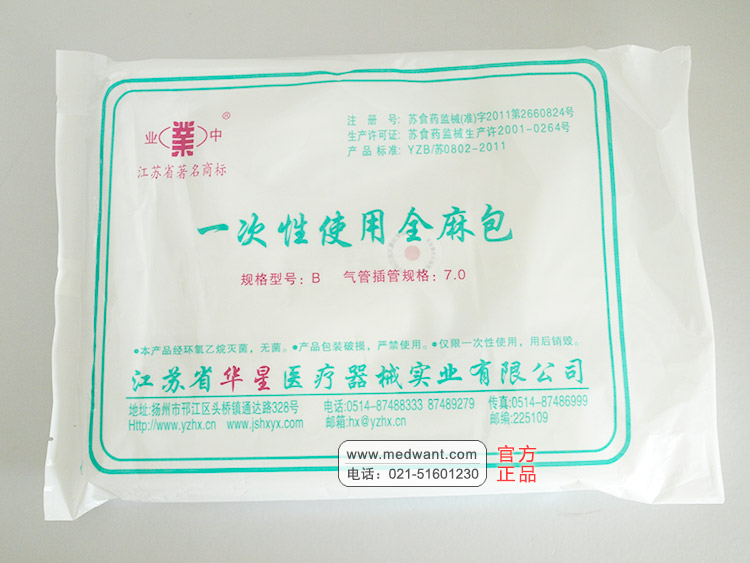 业 業 中 ®
江苏省著名商标
注 册 号: 苏食药监械(准)字2011第2660824号
生产许可证: 苏食药监械生产许2001-0264号
产 品 标准: YZB/苏0802-2011
一次性使用全麻包
规格型号: B 气管插管规格: 7.0
●本产品经环氧乙烷灭菌，无菌。●产品包装破损，严禁使用。●仅限一次性使用，用后销毁。
江苏省华星医疗器械实业有限公司
地址:扬州市邗江区头桥镇通达路328号 电话:0514-87488333 87489279 传真:0514-87486999
Http://www.yzhx.cn www.jshxyx.com 邮箱:hx@yzhx.cn 邮编:225109
www.medwant.com
电话：021-51601230
官方
正品